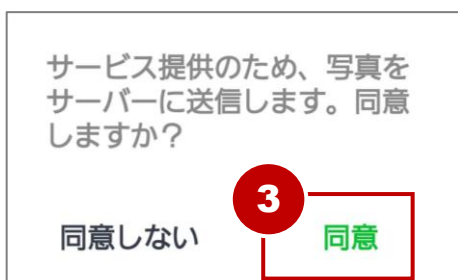 サービス提供のため、写真を
サーバーに送信します。同意
しますか？
3
同意しない 同意